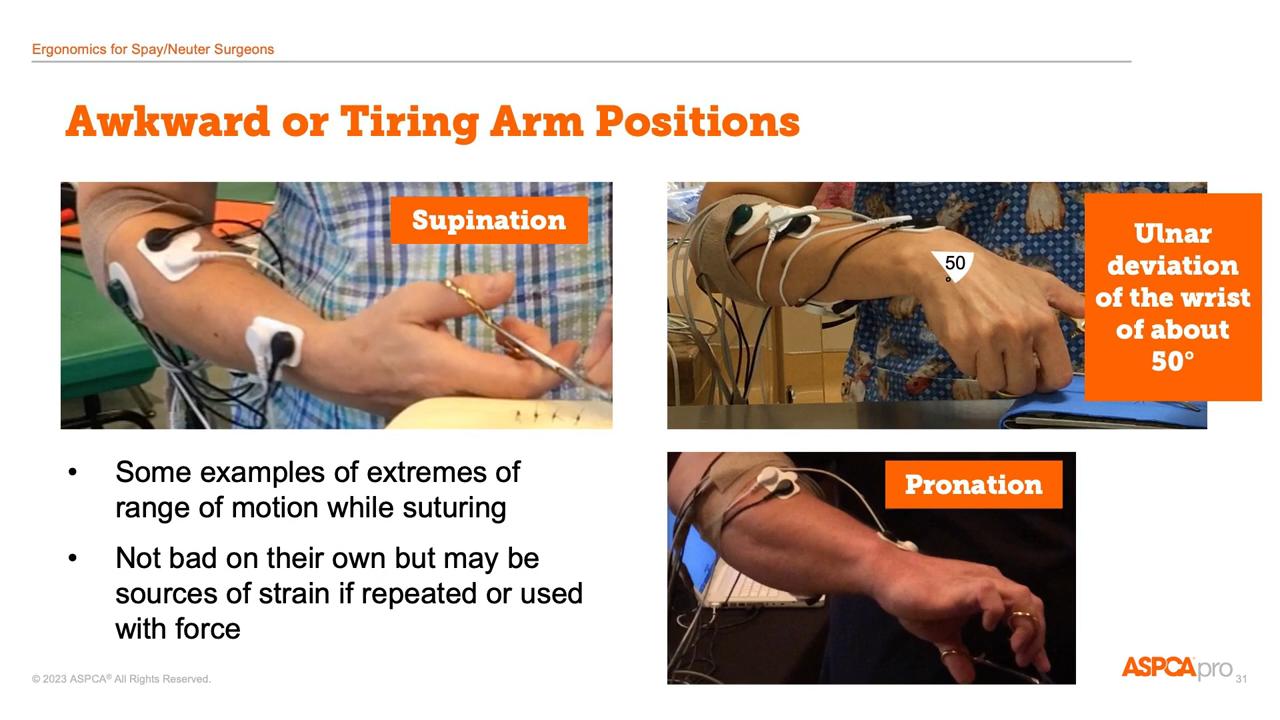 Ergonomics for Spay/Neuter Surgeons
Awkward or Tiring Arm Positions
Supination
50
°
Ulnar
deviation
of the wrist
of about
50°
• Some examples of extremes of
range of motion while suturing
• Not bad on their own but may be
sources of strain if repeated or used
with force
Pronation
© 2023 ASPCA® All Rights Reserved.
ASPCA pro
31